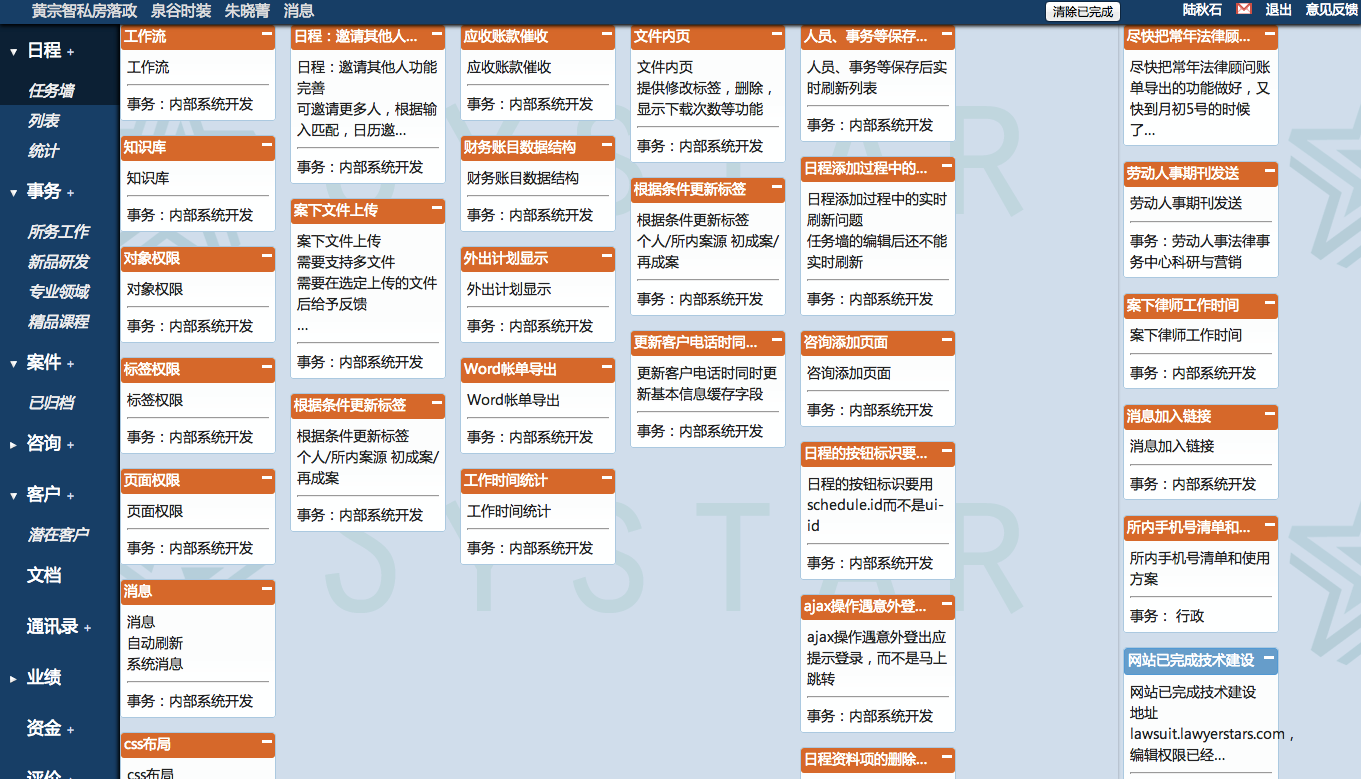 黄宗智私房落政 泉谷时装 朱晓菁 消息
清除已完成
陆秋石 退出 意见反馈
日程 +
任务墙
列表
统计
事务 +
所务工作
新品研发
专业领域
精品课程
案件 +
已归档
咨询 +
客户 +
潜在客户
文档
通讯录 +
业绩
资金 +
评价 +
工作流
工作流
事务：内部系统开发
知识库
知识库
事务：内部系统开发
对象权限
对象权限
事务：内部系统开发
标签权限
标签权限
事务：内部系统开发
页面权限
页面权限
事务：内部系统开发
消息
消息
自动刷新
系统消息
事务：内部系统开发
css布局
css布局
日程：邀请其他人...
日程：邀请其他人功能
完善
可邀请更多人，根据输
入匹配，日历邀...
事务：内部系统开发
案下文件上传
案下文件上传
需要支持多文件
需要在选定上传的文件
后给予反馈
...
事务：内部系统开发
根据条件更新标签
根据条件更新标签
个人/所内案源 初成案/
再成案
事务：内部系统开发
应收账款催收
应收账款催收
事务：内部系统开发
财务账目数据结构
财务账目数据结构
事务：内部系统开发
外出计划显示
外出计划显示
事务：内部系统开发
Word帐单导出
Word帐单导出
事务：内部系统开发
工作时间统计
工作时间统计
事务：内部系统开发
文件内页
文件内页
提供修改标签，删除，
显示下载次数等功能
事务：内部系统开发
根据条件更新标签
根据条件更新标签
个人/所内案源 初成案/
再成案
事务：内部系统开发
更新客户电话时同...
更新客户电话时同时更
新基本信息缓存字段
事务：内部系统开发
人员、事务等保存...
人员、事务等保存后实
时刷新列表
事务：内部系统开发
日程添加过程中的...
日程添加过程中的实时
刷新问题
任务墙的编辑后还不能
实时刷新
事务：内部系统开发
咨询添加页面
咨询添加页面
事务：内部系统开发
日程的按钮标识要...
日程的按钮标识要用
schedule.id而不是ui-
id
事务：内部系统开发
ajax操作遇意外登...
ajax操作遇意外登出应
提示登录，而不是马上
跳转
事务：内部系统开发
日程资料项的删除...
尽快把常年法律顾...
尽快把常年法律顾问账
单导出的功能做好，又
快到月初5号的时候
了...
劳动人事期刊发送
劳动人事期刊发送
事务：劳动人事法律事
务中心科研与营销
案下律师工作时间
案下律师工作时间
事务：内部系统开发
消息加入链接
消息加入链接
事务：内部系统开发
所内手机号清单和...
所内手机号清单和使用
方案
事务： 行政
网站已完成技术建设
网站已完成技术建设
地址
lawsuit.lawyerstars.com，
编辑权限已经...
SYSTAR
SYSTAR